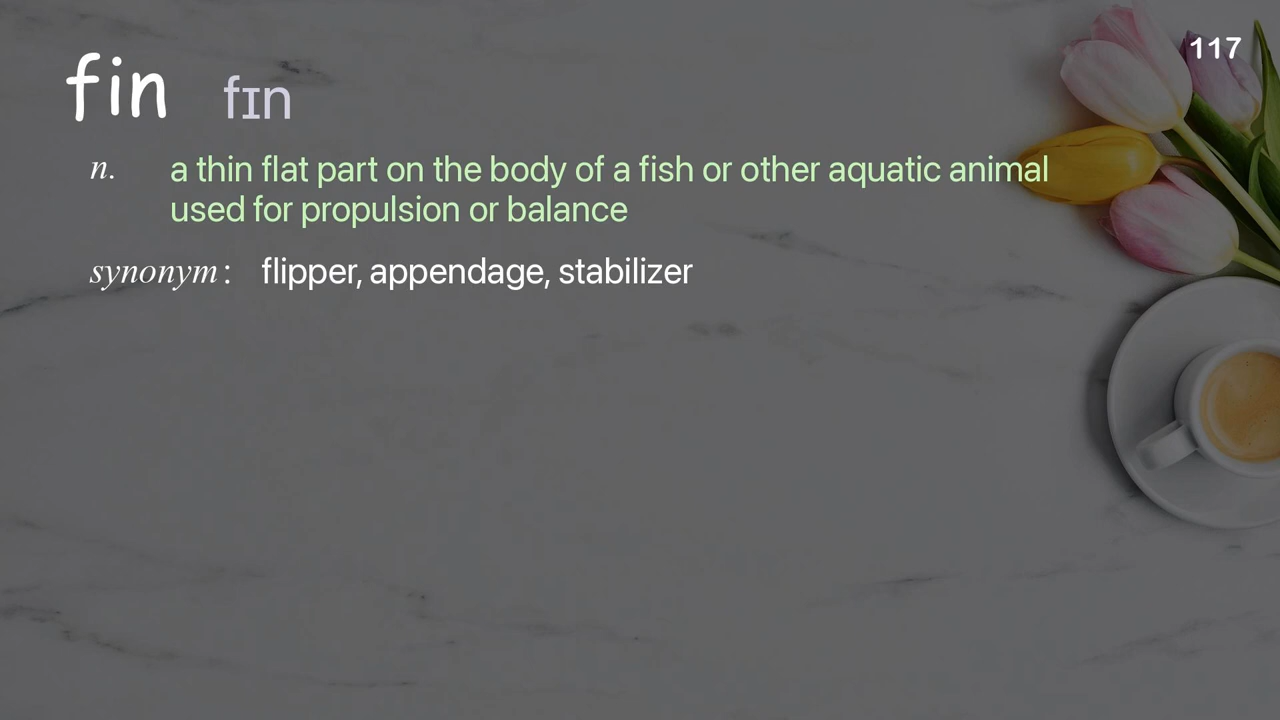 117
fin fɪn
n. a thin flat part on the body of a fish or other aquatic animal
used for propulsion or balance
synonym: flipper, appendage, stabilizer